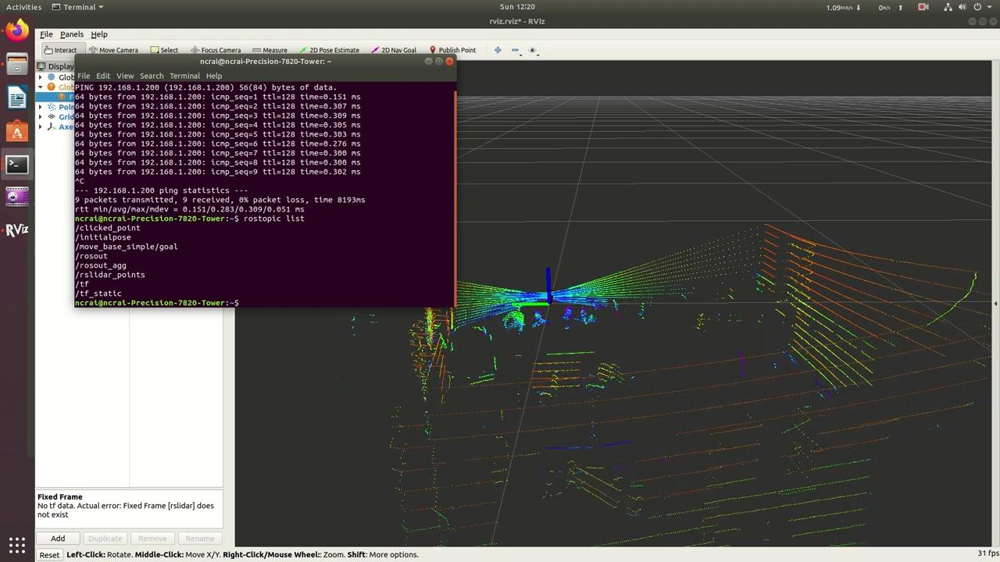 Activities Terminal Sun 12:20 1.09MB/s 0B/s
rviz.rviz* - RViz
File Panels Help
Interact Move Camera Select Focus Camera Measure 2D Pose Estimate 2D Nav Goal Publish Point
ncrai@ncrai-Precision-7820-Tower: ~
File Edit View Search Terminal Help
Display
Glob
Glob
F
Poin
Grid
Axes
PING 192.168.1.200 (192.168.1.200) 56(84) bytes of data.
64 bytes from 192.168.1.200: icmp_seq=1 ttl=128 time=0.151 ms
64 bytes from 192.168.1.200: icmp_seq=2 ttl=128 time=0.307 ms
64 bytes from 192.168.1.200: icmp_seq=3 ttl=128 time=0.309 ms
64 bytes from 192.168.1.200: icmp_seq=4 ttl=128 time=0.305 ms
64 bytes from 192.168.1.200: icmp_seq=5 ttl=128 time=0.303 ms
64 bytes from 192.168.1.200: icmp_seq=6 ttl=128 time=0.276 ms
64 bytes from 192.168.1.200: icmp_seq=7 ttl=128 time=0.300 ms
64 bytes from 192.168.1.200: icmp_seq=8 ttl=128 time=0.300 ms
64 bytes from 192.168.1.200: icmp_seq=9 ttl=128 time=0.302 ms
^C
--- 192.168.1.200 ping statistics ---
9 packets transmitted, 9 received, 0% packet loss, time 8193ms
rtt min/avg/max/mdev = 0.151/0.283/0.309/0.051 ms
ncrai@ncrai-Precision-7820-Tower:~$ rostopic list
/clicked_point
/initialpose
/move_base_simple/goal
/rosout
/rosout_agg
/rslidar_points
/tf
/tf_static
ncrai@ncrai-Precision-7820-Tower:~$
RViz
Fixed Frame
No tf data. Actual error: Fixed Frame [rslidar] does
not exist
Add Duplicate Remove Rename
Reset Left-Click: Rotate. Middle-Click: Move X/Y. Right-Click/Mouse Wheel:: Zoom. Shift: More options. 31 fps